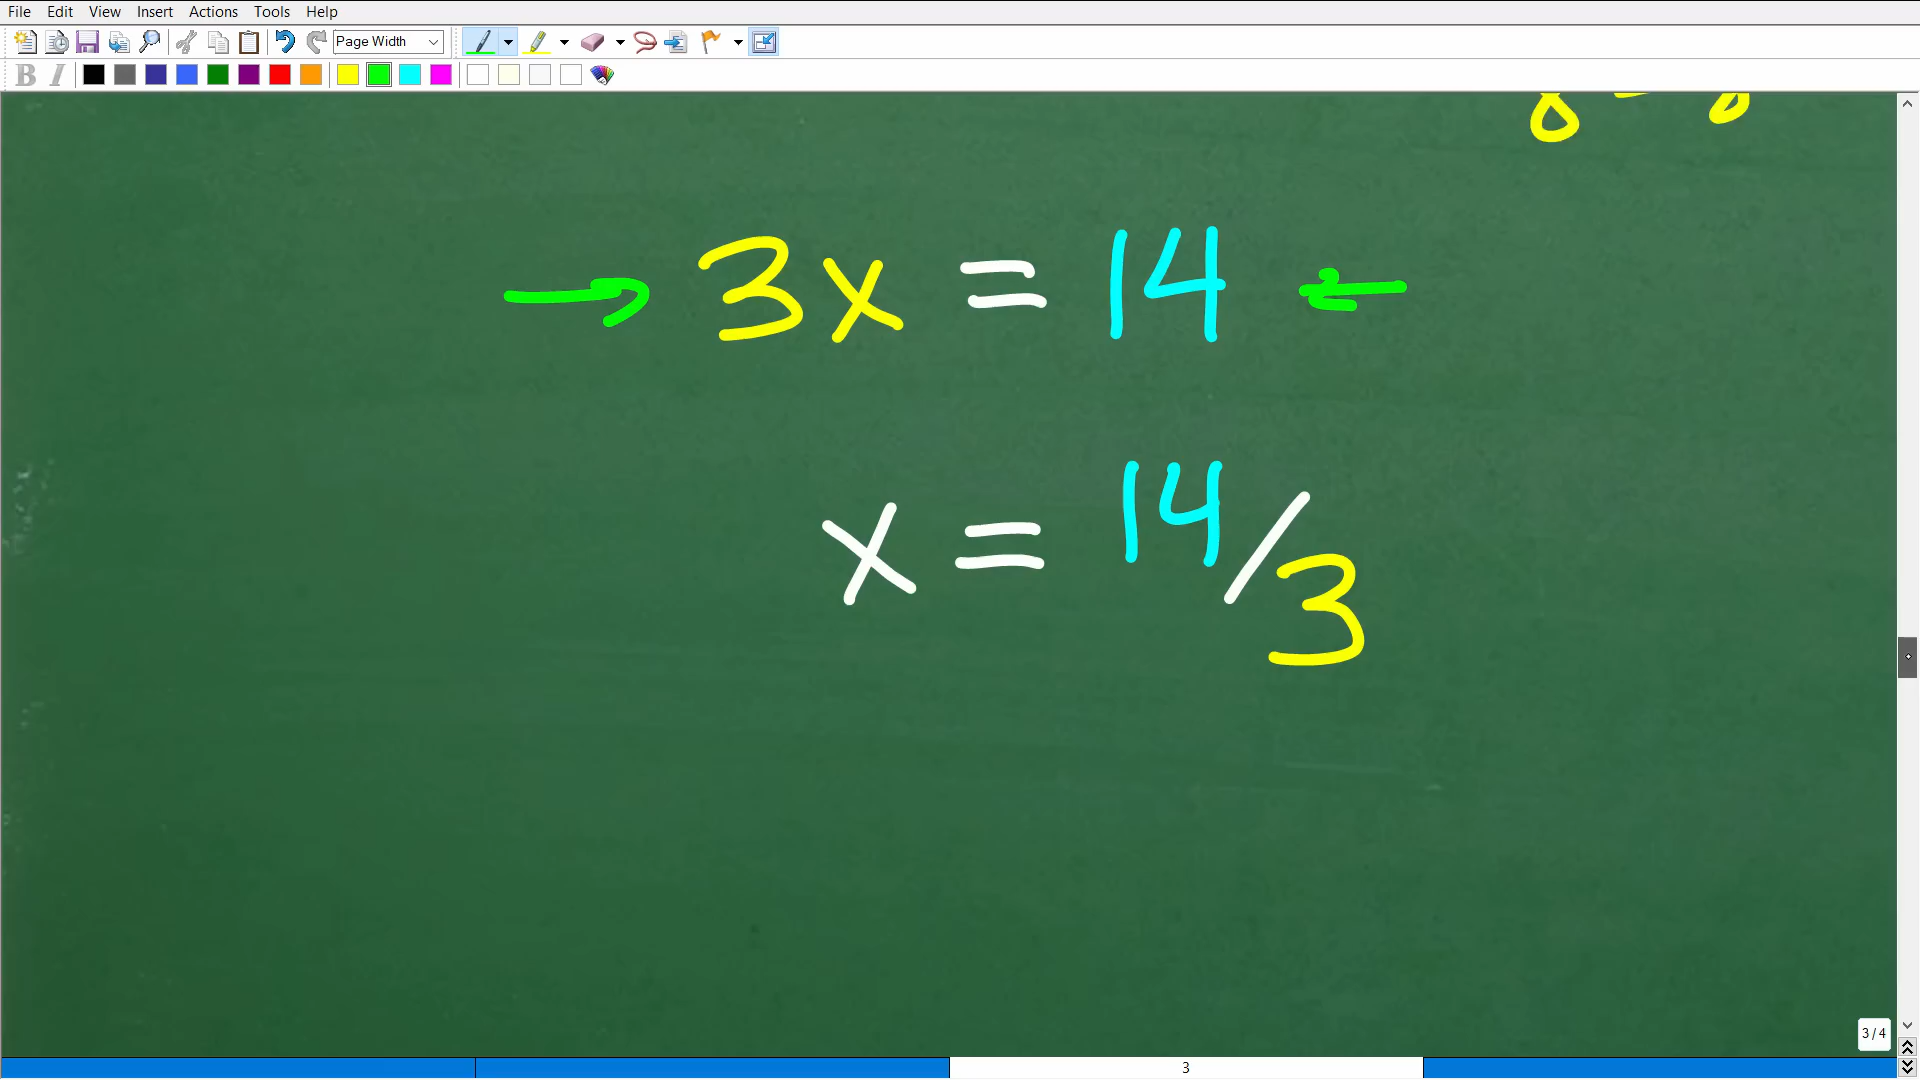 File Edit View Insert Actions Tools Help
Page Width
B I
3x = 14
x = 14/3
3 / 4
3